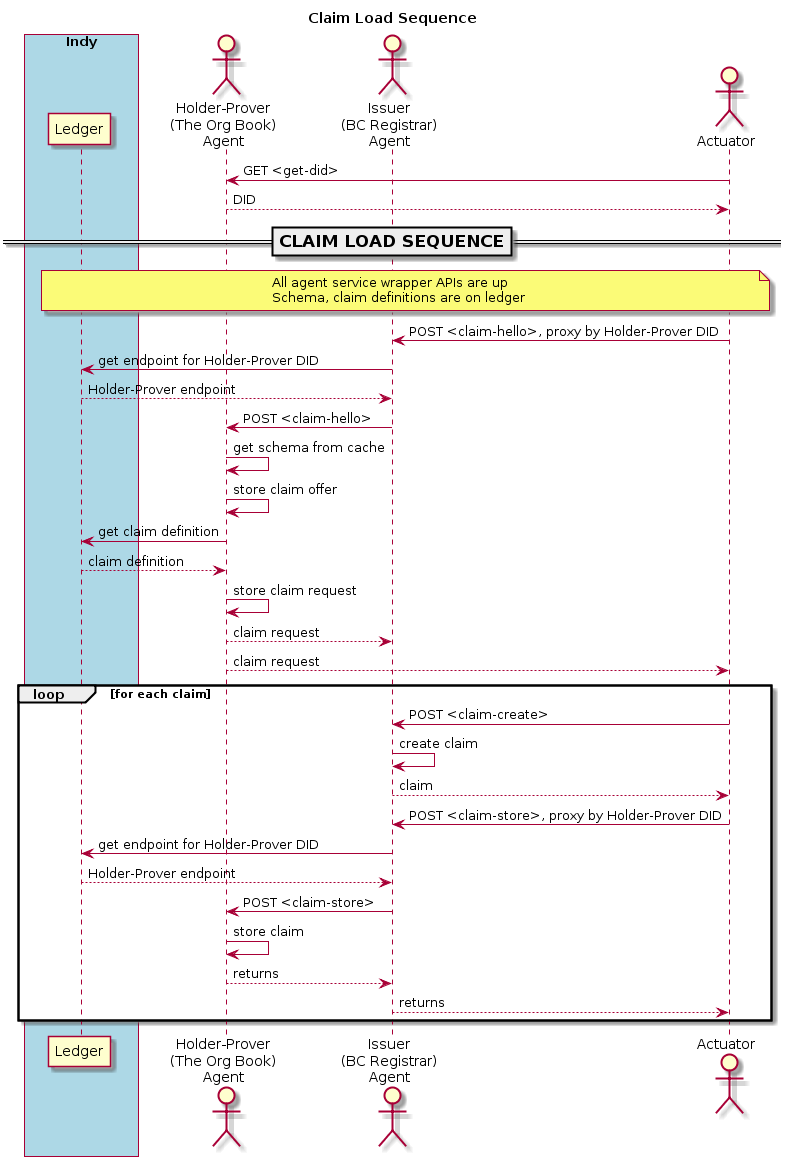 Claim Load Sequence
Indy
Ledger
Holder-Prover
(The Org Book)
Agent
Issuer
(BC Registrar)
Agent
Actuator
GET <get-did>
DID
CLAIM LOAD SEQUENCE
All agent service wrapper APIs are up
Schema, claim definitions are on ledger
POST <claim-hello>, proxy by Holder-Prover DID
get endpoint for Holder-Prover DID
Holder-Prover endpoint
POST <claim-hello>
get schema from cache
store claim offer
get claim definition
claim definition
store claim request
claim request
claim request
loop [for each claim]
POST <claim-create>
create claim
claim
POST <claim-store>, proxy by Holder-Prover DID
get endpoint for Holder-Prover DID
Holder-Prover endpoint
POST <claim-store>
store claim
returns
returns
Ledger
Holder-Prover
(The Org Book)
Agent
Issuer
(BC Registrar)
Agent
Actuator